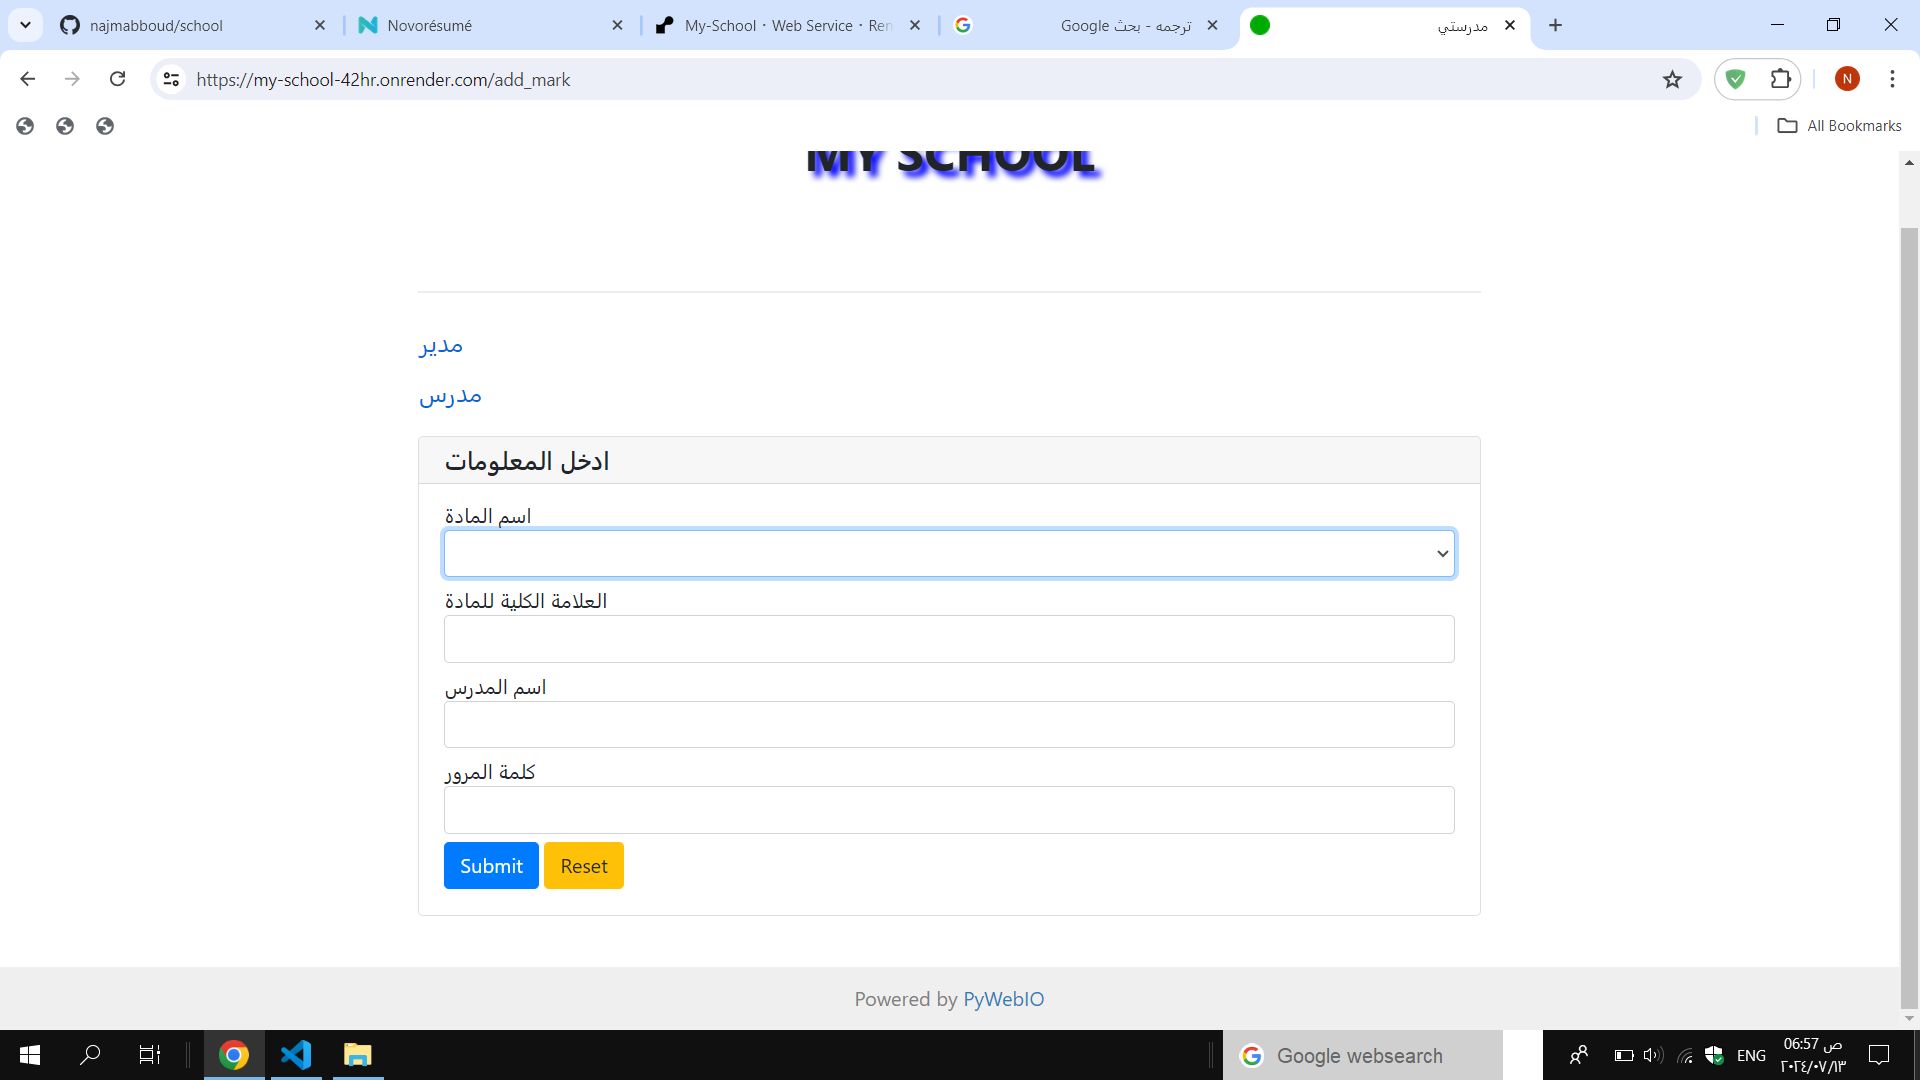 najmabboud/school
Novorésumé
My-School · Web Service · Ren
ترجمه - بحث Google
مدرستي
https://my-school-42hr.onrender.com/add_mark
N
All Bookmarks
MY SCHOOL
مدير
مدرس
ادخل المعلومات
اسم المادة
العلامة الكلية للمادة
اسم المدرس
كلمة المرور
Submit
Reset
Powered by PyWebIO
Google websearch
ENG
06:57 ص
٢٠٢٤/٠٧/١٣